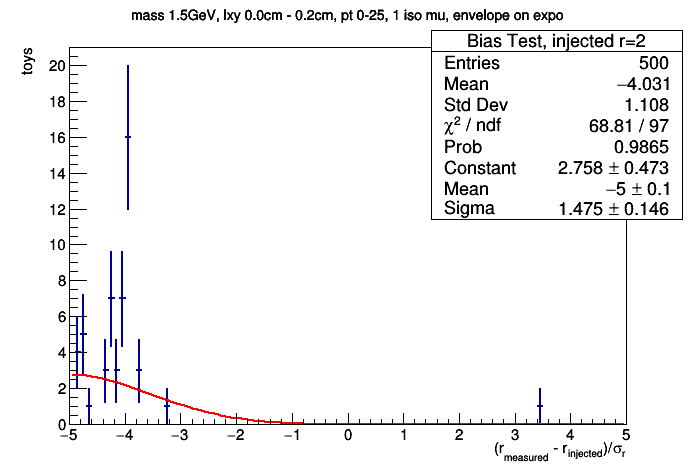 mass 1.5GeV, lxy 0.0cm - 0.2cm, pt 0-25, 1 iso mu, envelope on expo
Bias Test, injected r=2
Entries 500
Mean −4.031
Std Dev 1.108
χ² / ndf 68.81 / 97
Prob 0.9865
Constant 2.758 ± 0.473
Mean −5 ± 0.1
Sigma 1.475 ± 0.146
toys
20
18
16
14
12
10
8
6
4
2
0
−5 −4 −3 −2 −1 0 1 2 3 4 5
(r_measured - r_injected)/σ_r